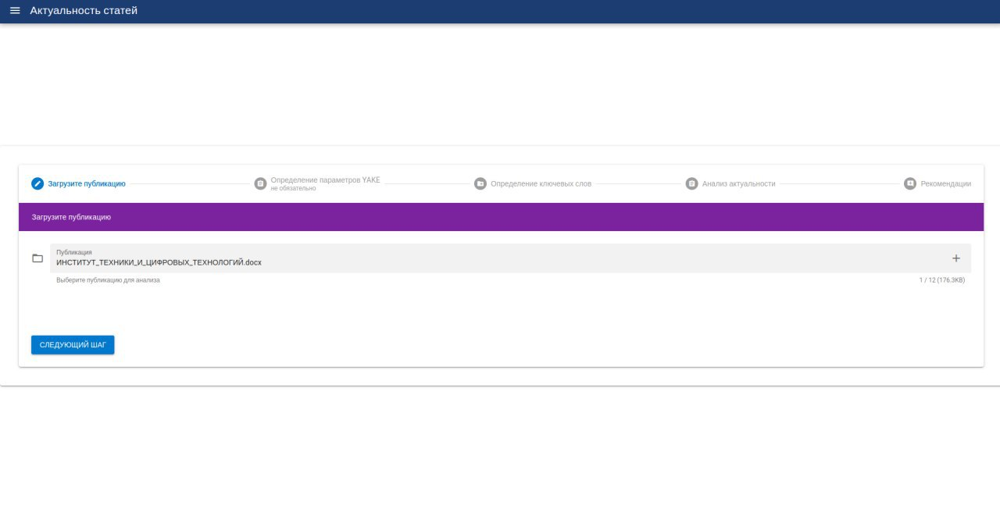 Актуальность статей
Загрузите публикацию
Определение параметров YAKE
не обязательно
Определение ключевых слов
Анализ актуальности
Рекомендации
Загрузите публикацию
Публикация
ИНСТИТУТ_ТЕХНИКИ_И_ЦИФРОВЫХ_ТЕХНОЛОГИЙ.docx
Выберите публикацию для анализа
1 / 12 (176.3KB)
СЛЕДУЮЩИЙ ШАГ